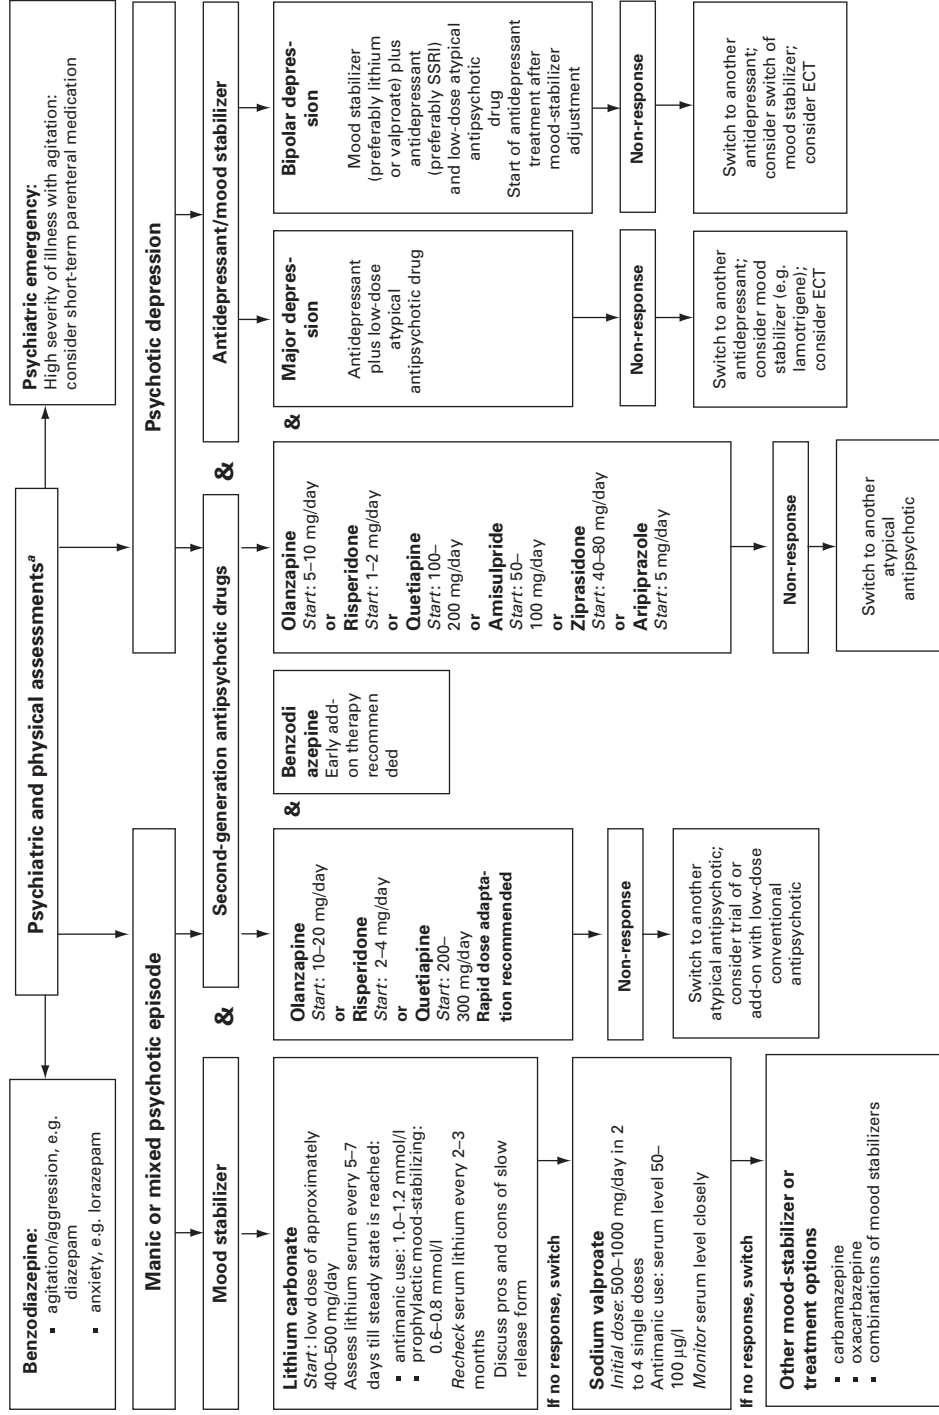 Psychiatric and physical assessmentsᵃ
Benzodiazepine:
▪ agitation/aggression, e.g.
diazepam
▪ anxiety, e.g. lorazepam
Psychiatric emergency:
High severity of illness with agitation:
consider short-term parenteral medication
Manic or mixed psychotic episode
Psychotic depression
Mood stabilizer
&
Second-generation antipsychotic drugs
&
Antidepressant/mood stabilizer
Lithium carbonate
Start: low dose of approximately
400–500 mg/day
Assess lithium serum every 5–7
days till steady state is reached:
▪ antimanic use: 1.0–1.2 mmol/l
▪ prophylactic mood-stabilizing:
0.6–0.8 mmol/l
Recheck serum lithium every 2–3
months
Discuss pros and cons of slow
release form
If no response, switch
Sodium valproate
Initial dose: 500–1000 mg/day in 2
to 4 single doses
Antimanic use: serum level 50–
100 µg/l
Monitor serum level closely
If no response, switch
Other mood-stabilizer or
treatment options
▪ carbamazepine
▪ oxacarbazepine
▪ combinations of mood stabilizers
Olanzapine
Start: 10–20 mg/day
or
Risperidone
Start: 2–4 mg/day
or
Quetiapine
Start: 200–
300 mg/day
Rapid dose adapta-
tion recommended
Non-response
Switch to another
atypical antipsychotic;
consider trial of or
add-on with low-dose
conventional
antipsychotic
&
Benzodi
azepine
Early add-
on therapy
recommen
ded
Olanzapine
Start: 5–10 mg/day
or
Risperidone
Start: 1–2 mg/day
or
Quetiapine
Start: 100–
200 mg/day
or
Amisulpride
Start: 50–
100 mg/day
or
Ziprasidone
Start: 40–80 mg/day
or
Aripiprazole
Start: 5 mg/day
Non-response
Switch to another
atypical
antipsychotic
&
Major depres-
sion
Antidepressant
plus low-dose
atypical
antipsychotic drug
Non-response
Switch to another
antidepressant;
consider mood
stabilizer (e.g.
lamotrigene);
consider ECT
Bipolar depres-
sion
Mood stabilizer
(preferably lithium
or valproate) plus
antidepressant
(preferably SSRI)
and low-dose atypical
antipsychotic
drug
Start of antidepressant
treatment after
mood-stabilizer
adjustment
Non-response
Switch to another
antidepressant;
consider switch of
mood stabilizer;
consider ECT